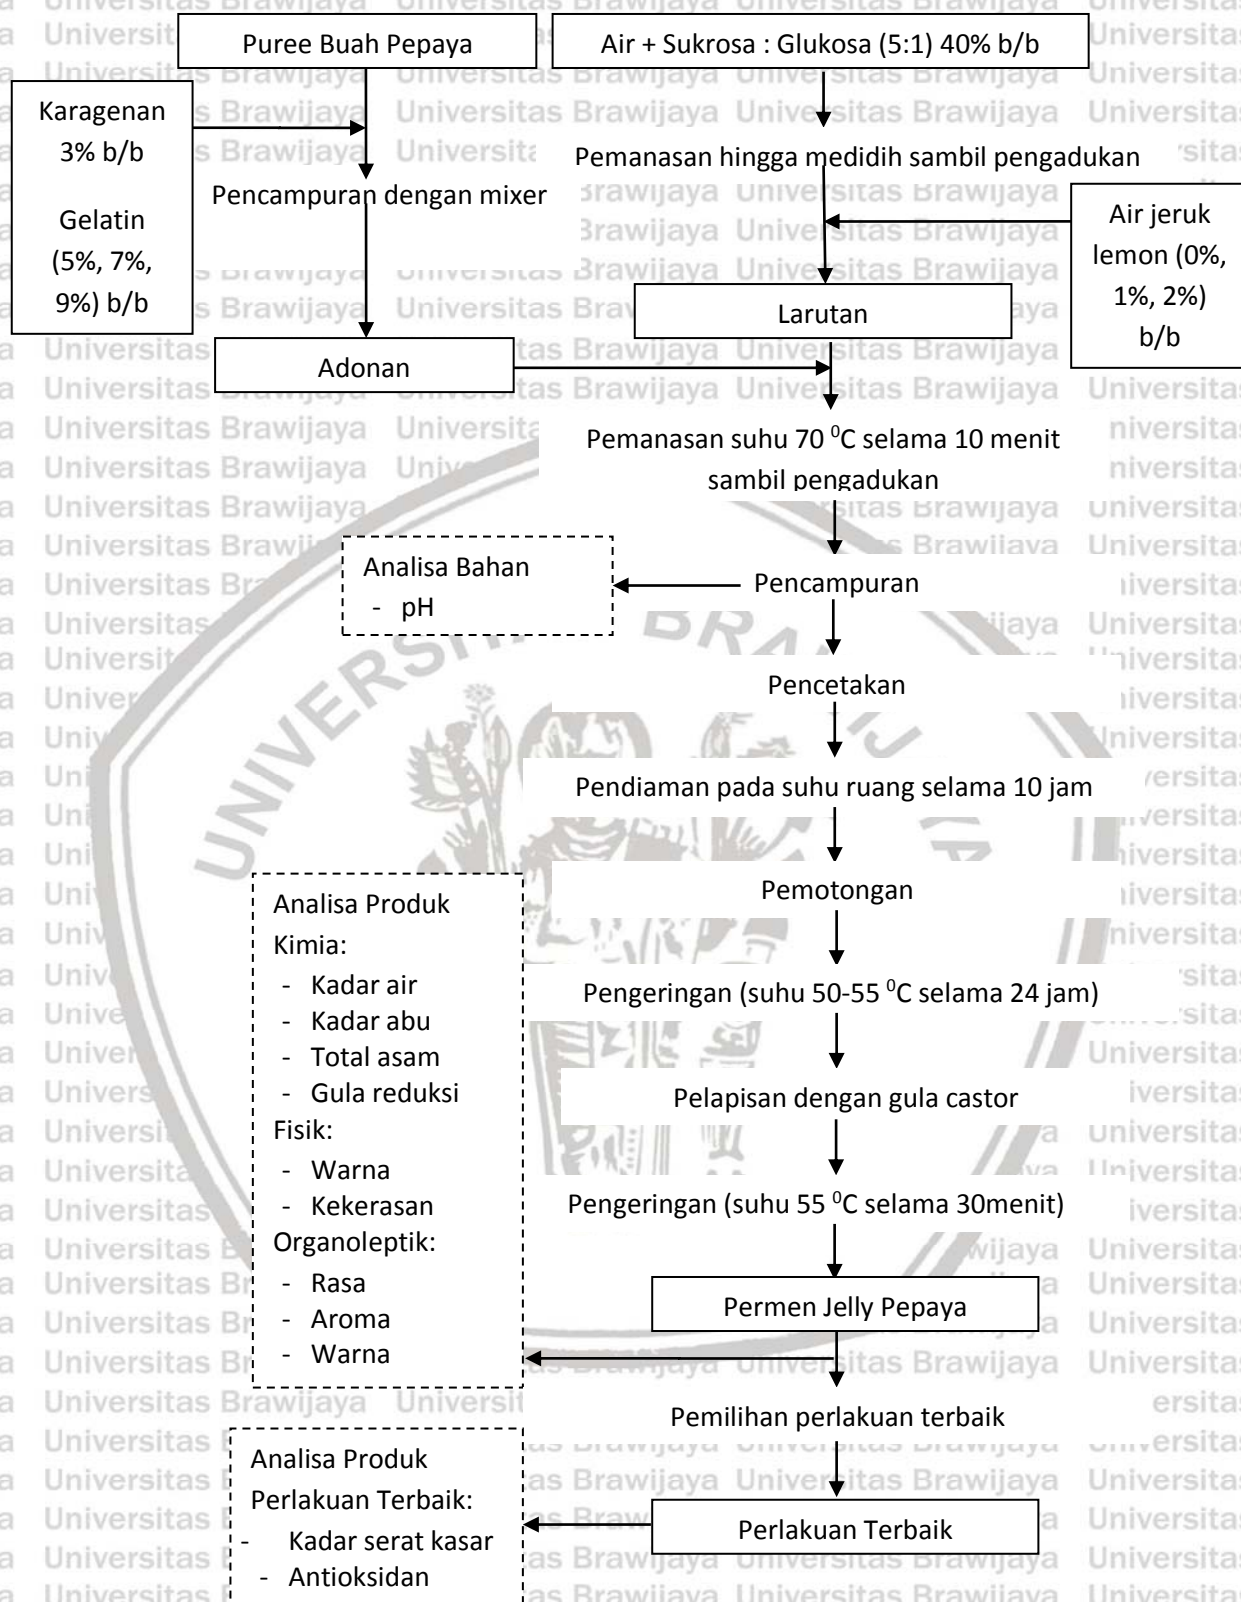 Puree Buah Pepaya
Air + Sukrosa : Glukosa (5:1) 40% b/b
Karagenan
3% b/b
Gelatin
(5%, 7%,
9%) b/b
Pencampuran dengan mixer
Pemanasan hingga medidih sambil pengadukan
Air jeruk
lemon (0%,
1%, 2%)
b/b
Larutan
Adonan
Pemanasan suhu 70 ⁰C selama 10 menit
sambil pengadukan
Analisa Bahan
- pH
Pencampuran
Pencetakan
Pendiaman pada suhu ruang selama 10 jam
Pemotongan
Pengeringan (suhu 50-55 ⁰C selama 24 jam)
Pelapisan dengan gula castor
Pengeringan (suhu 55 ⁰C selama 30menit)
Permen Jelly Pepaya
Analisa Produk
Kimia:
- Kadar air
- Kadar abu
- Total asam
- Gula reduksi
Fisik:
- Warna
- Kekerasan
Organoleptik:
- Rasa
- Aroma
- Warna
Pemilihan perlakuan terbaik
Perlakuan Terbaik
Analisa Produk
Perlakuan Terbaik:
- Kadar serat kasar
- Antioksidan
UNIVERSITAS BRAWIJAYA
Universitas Brawijaya